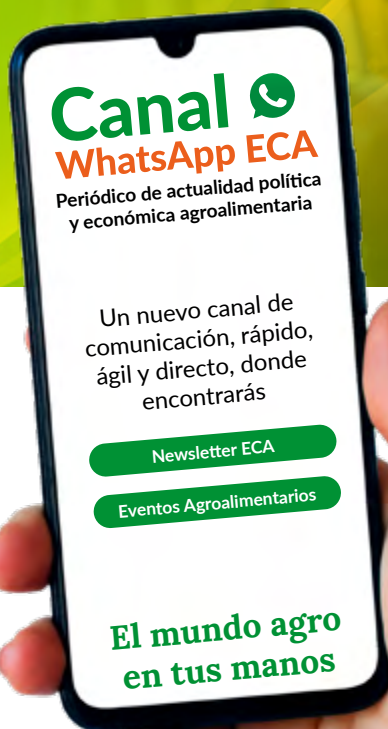 Canal
WhatsApp ECA
Periódico de actualidad política
y económica agroalimentaria
Un nuevo canal de
comunicación, rápido,
ágil y directo, donde
encontrarás
Newsletter ECA
Eventos Agroalimentarios
El mundo agro
en tus manos